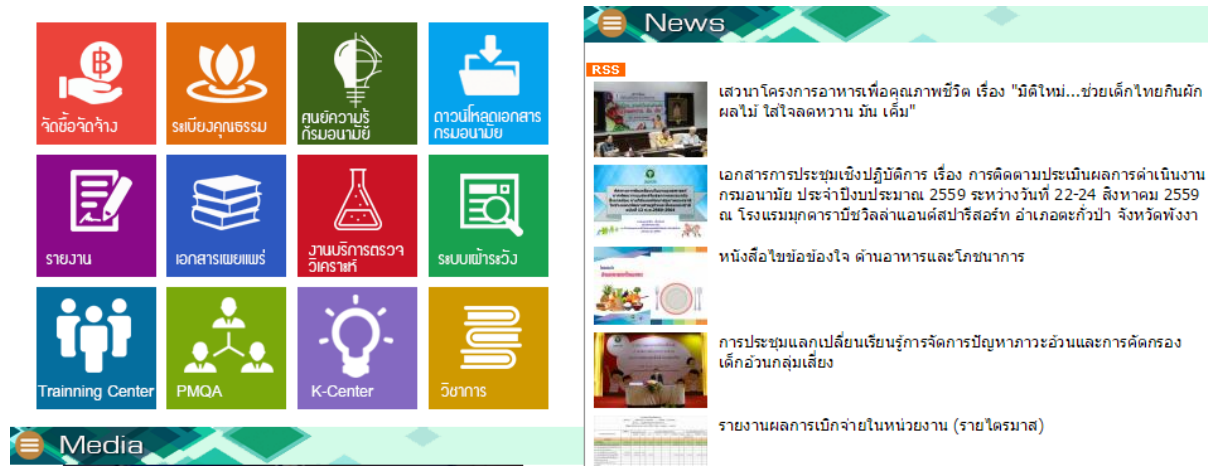 จัดซื้อจัดจ้าง
ระเบียงคุณธรรม
ศูนย์ความรู้
กรมอนามัย
ดาวน์โหลดเอกสาร
กรมอนามัย
รายงาน
เอกสารเผยแพร่
งานบริการตรวจ
วิเคราะห์
ระบบเฝ้าระวัง
Trainning Center
PMQA
K-Center
วิชาการ
Media
News
RSS
เสวนาโครงการอาหารเพื่อคุณภาพชีวิต เรื่อง "มิติใหม่...ช่วยเด็กไทยกินผัก
ผลไม้ ใส่ใจลดหวาน มัน เค็ม"
เอกสารการประชุมเชิงปฏิบัติการ เรื่อง การติดตามประเมินผลการดำเนินงาน
กรมอนามัย ประจำปีงบประมาณ 2559 ระหว่างวันที่ 22-24 สิงหาคม 2559
ณ โรงแรมมุกดาราบีชวิลล่าแอนด์สปารีสอร์ท อำเภอตะกั่วป่า จังหวัดพังงา
หนังสือไขข้อข้องใจ ด้านอาหารและโภชนาการ
การประชุมแลกเปลี่ยนเรียนรู้การจัดการปัญหาภาวะอ้วนและการคัดกรอง
เด็กอ้วนกลุ่มเสี่ยง
รายงานผลการเบิกจ่ายในหน่วยงาน (รายไตรมาส)